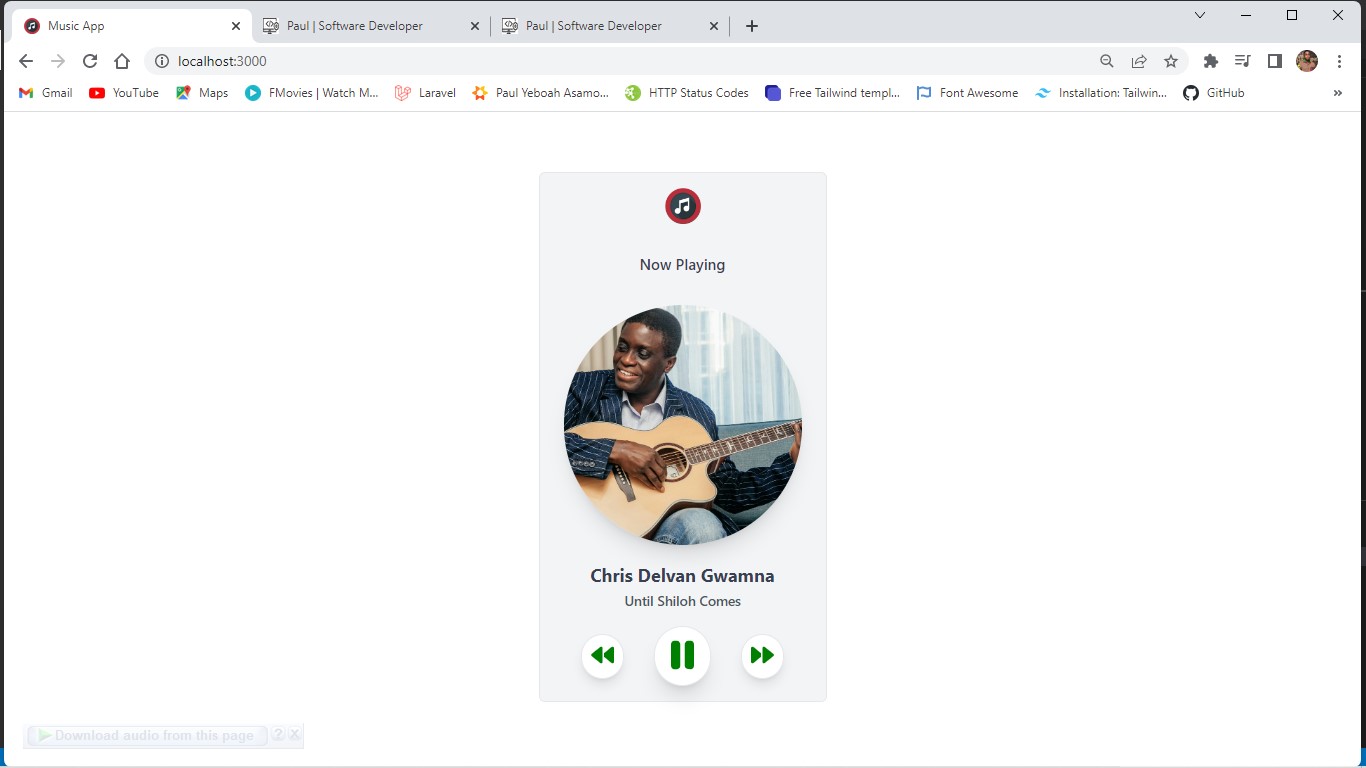 Music App
Paul | Software Developer
Paul | Software Developer
localhost:3000
Gmail
YouTube
Maps
FMovies | Watch M...
Laravel
Paul Yeboah Asamo...
HTTP Status Codes
Free Tailwind templ...
Font Awesome
Installation: Tailwin...
GitHub
»
Now Playing
Chris Delvan Gwamna
Until Shiloh Comes
Download audio from this page ? X